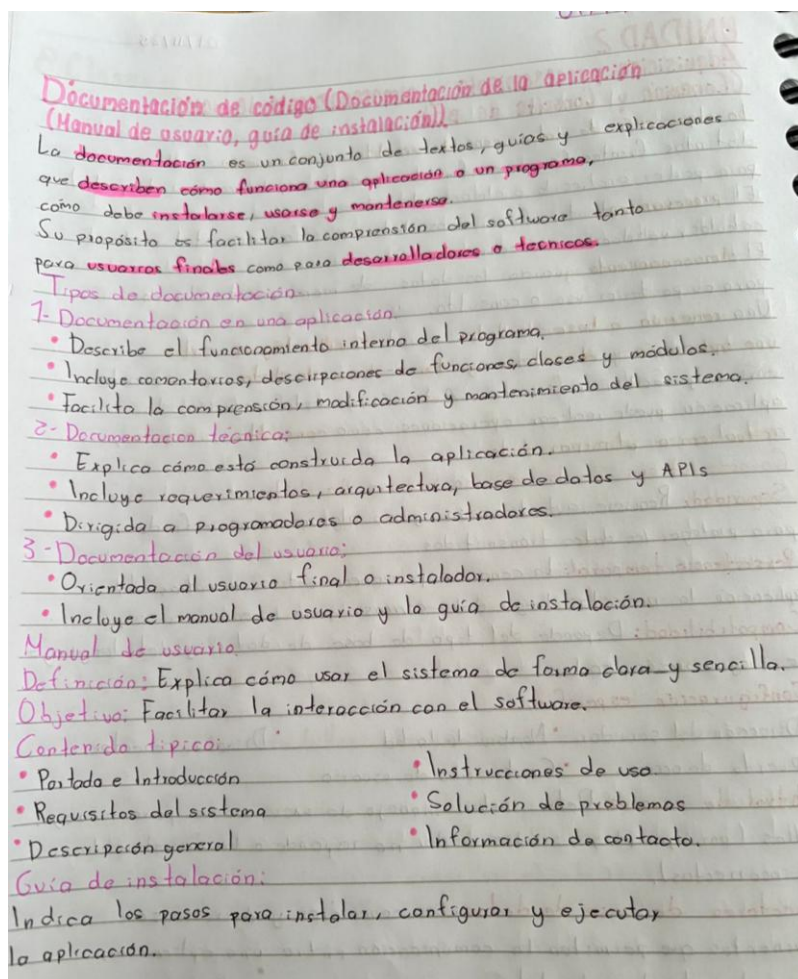 Documentación de código (Documentación de la aplicación
(Manual de usuario, guía de instalación))
La documentación es un conjunto de textos, guías y explicaciones
que describen cómo funciona una aplicación o un programa,
cómo debe instalarse, usarse y mantenerse.
Su propósito es facilitar la comprensión del software tanto
para usuarios finales como para desarrolladores o técnicos.
Tipos de documentación
1- Documentación en una aplicación.
• Describe el funcionamiento interno del programa.
• Incluye comentarios, descripciones de funciones, clases y módulos.
• Facilita la comprensión, modificación y mantenimiento del sistema.
2- Documentación técnica:
• Explica cómo está construida la aplicación.
• Incluye requerimientos, arquitectura, base de datos y APIs
• Dirigida a programadores o administradores.
3- Documentación del usuario:
• Orientada al usuario final o instalador.
• Incluye el manual de usuario y la guía de instalación.
Manual de usuario
Definición: Explica cómo usar el sistema de forma clara y sencilla.
Objetivo: Facilitar la interacción con el software.
Contenido típico:
• Portada e Introducción
• Requisitos del sistema
• Descripción general
• Instrucciones de uso
• Solución de problemas
• Información de contacto.
Guía de instalación:
Indica los pasos para instalar, configurar y ejecutar
la aplicación.